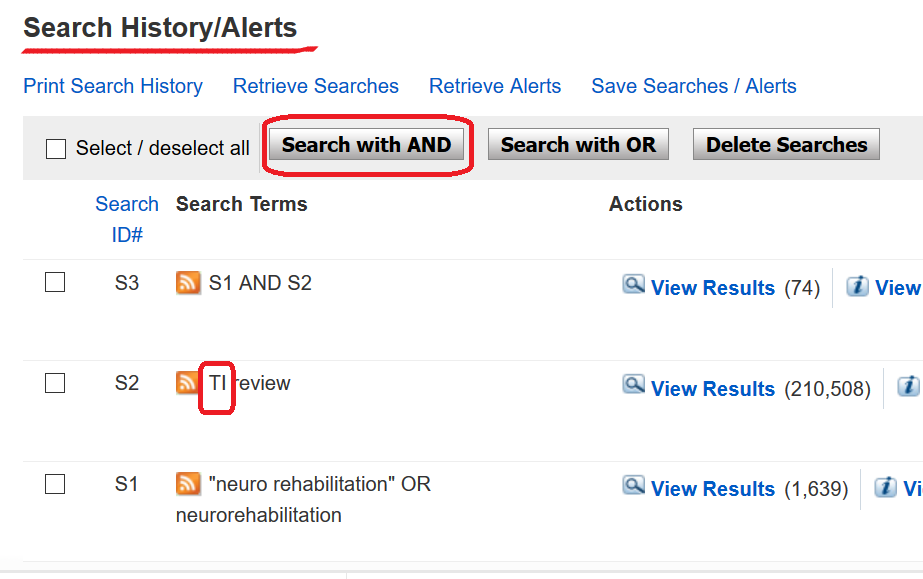 Search History/Alerts
Print Search History Retrieve Searches Retrieve Alerts Save Searches / Alerts
Select / deselect all Search with AND Search with OR Delete Searches
Search ID# Search Terms Actions
S3 S1 AND S2 View Results (74) i View
S2 TI review View Results (210,508) i
S1 "neuro rehabilitation" OR View Results (1,639) i Vi
neurorehabilitation